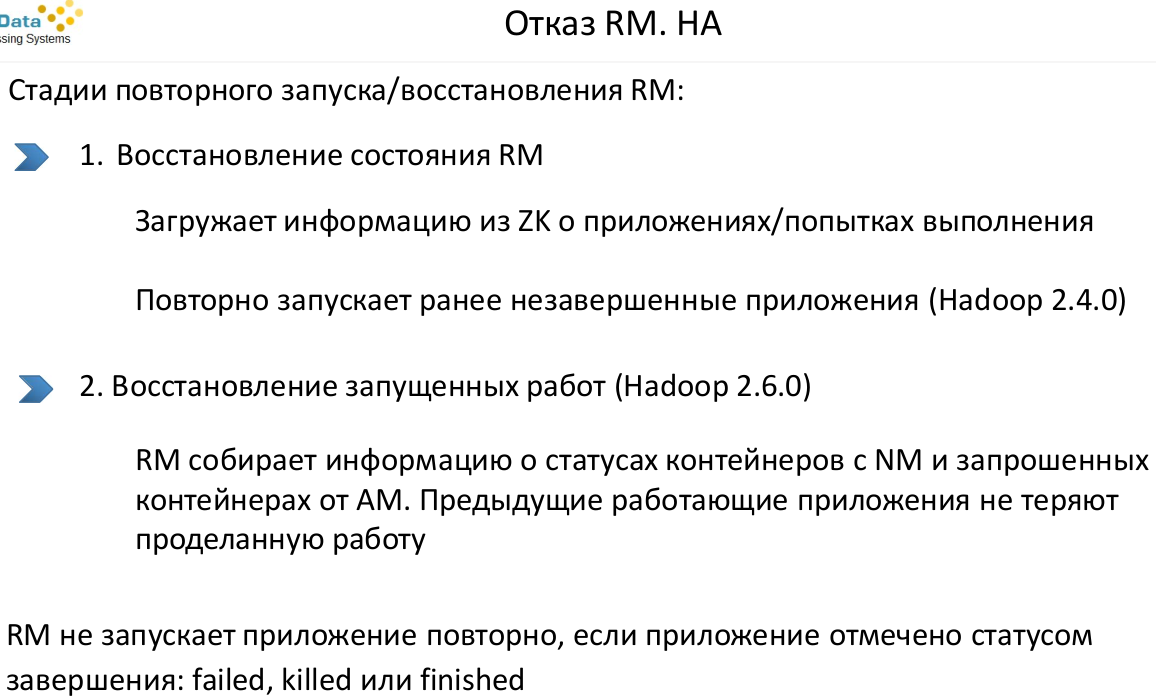 Data
Отказ RM. HA
sing Systems
Стадии повторного запуска/восстановления RM:
1. Восстановление состояния RM
Загружает информацию из ZK о приложениях/попытках выполнения
Повторно запускает ранее незавершенные приложения (Hadoop 2.4.0)
2. Восстановление запущенных работ (Hadoop 2.6.0)
RM собирает информацию о статусах контейнеров с NM и запрошенных
контейнерах от AM. Предыдущие работающие приложения не теряют
проделанную работу
RM не запускает приложение повторно, если приложение отмечено статусом
завершения: failed, killed или finished